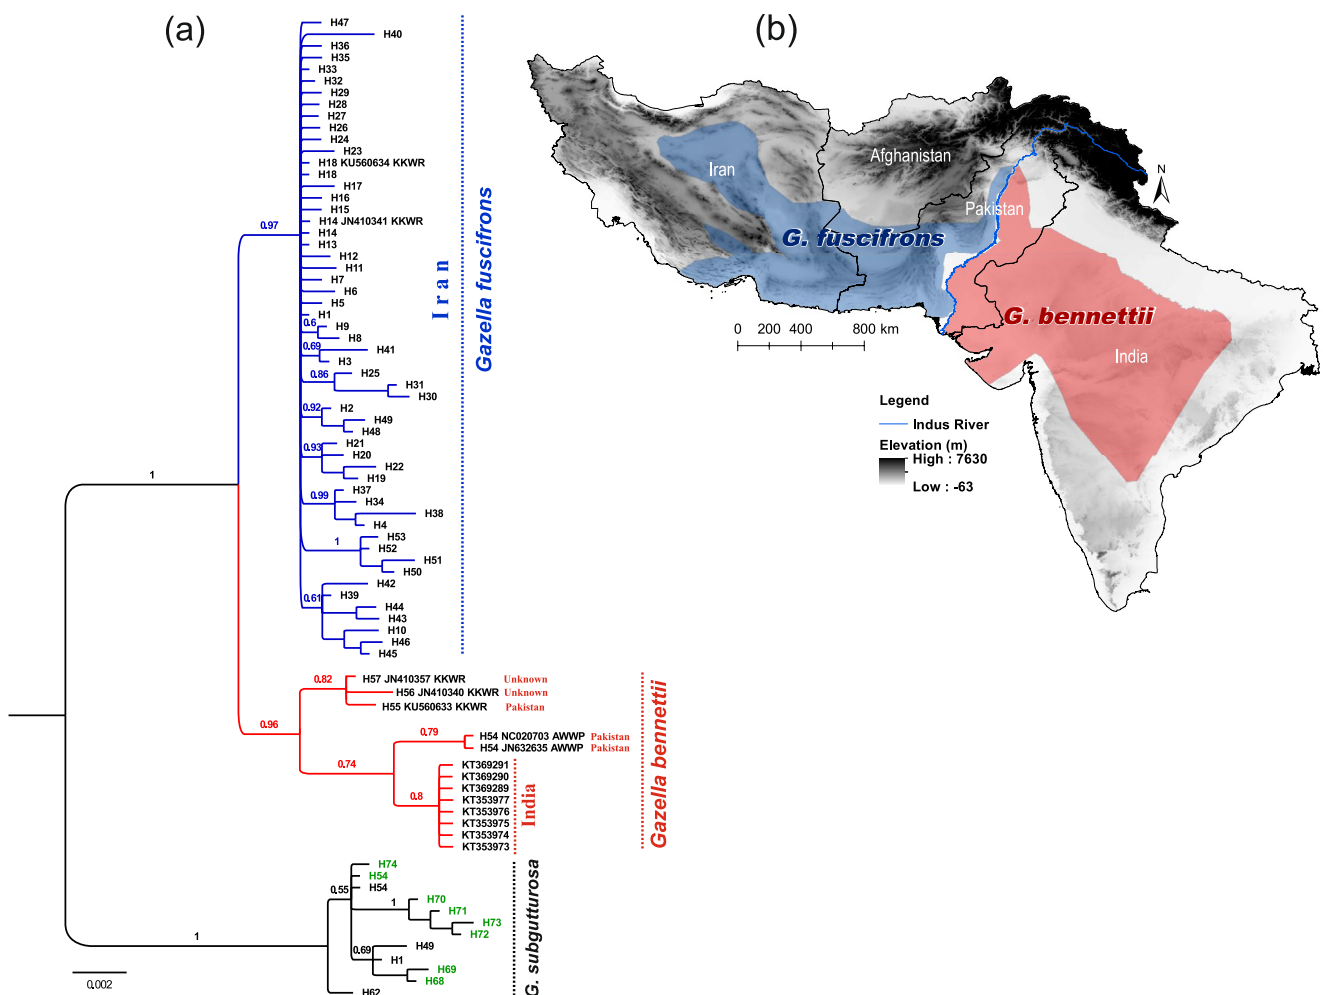 (a)
H47
H40
H36
H35
H33
H32
H29
H28
H27
H26
H24
H23
H18 KU560634 KKWR
H18
H17
H16
H15
H14 JN410341 KKWR
H14
H13
H12
H11
H7
H6
H5
H1
H9
H8
H41
H3
H25
H31
H30
H2
H49
H48
H21
H20
H22
H19
H37
H34
H38
H4
H53
H52
H51
H50
H42
H39
H44
H43
H10
H46
H45
0.97
0.6
0.69
0.86
0.92
0.93
0.99
1
0.61
Iran
Gazella fuscifrons
1
0.96
0.82
H57 JN410357 KKWR Unknown
H56 JN410340 KKWR Unknown
H55 KU560633 KKWR Pakistan
0.74
0.79
H54 NC020703 AWWP Pakistan
H54 JN632635 AWWP Pakistan
0.8
KT369291
KT369290
KT369289
KT353977
KT353976
KT353975
KT353974
KT353973
India
Gazella bennettii
1
0.55
H74
H54
H54
1
H70
H71
H73
H72
0.69
H49
H1
H69
H68
H62
G. subgutturosa
0.002
(b)
Iran
Afghanistan
Pakistan
N
G. fuscifrons
G. bennettii
India
0 200 400 800 km
Legend
Indus River
Elevation (m)
High : 7630
Low : -63